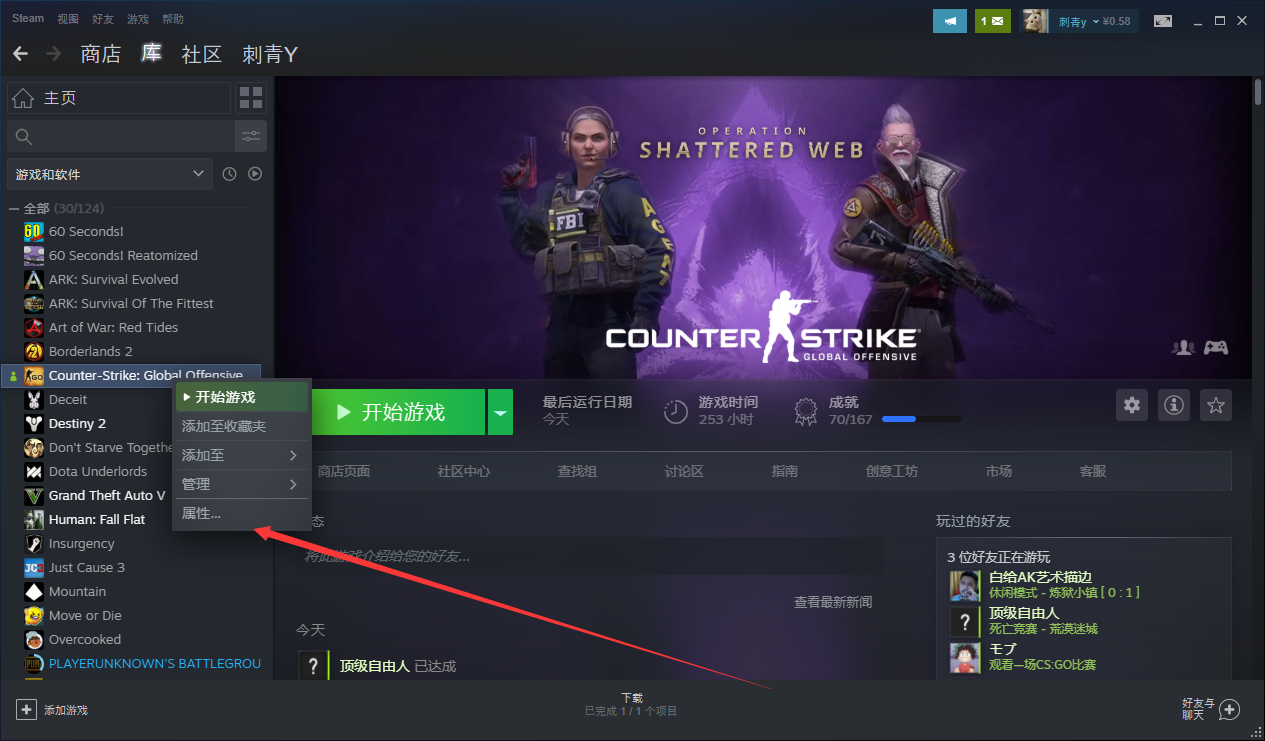 Steam 视图 好友 游戏 帮助
1 刺青y ¥0.58
商店 库 社区 刺青Y
主页
游戏和软件
全部 (30/124)
60 Seconds!
60 Seconds! Reatomized
ARK: Survival Evolved
ARK: Survival Of The Fittest
Art of War: Red Tides
Borderlands 2
Counter-Strike: Global Offensive
Deceit
Destiny 2
Don't Starve Togethe
Dota Underlords
Grand Theft Auto V
Human: Fall Flat
Insurgency
Just Cause 3
Mountain
Move or Die
Overcooked
PLAYERUNKNOWN'S BATTLEGROU
开始游戏
添加至收藏夹
添加至
管理
属性...
OPERATION
SHATTERED WEB
FBI
AGENT
COUNTER STRIKE
GLOBAL OFFENSIVE
开始游戏
最后运行日期
今天
游戏时间
253 小时
成就
70/167
商店页面 社区中心 查找组 讨论区 指南 创意工坊 市场 客服
态
将此游戏介绍给您的好友...
查看最新新闻
今天
? 顶级自由人 已达成
玩过的好友
3 位好友正在游玩
白给AK艺术描边
休闲模式 - 炼狱小镇 [ 0 : 1 ]
? 顶级自由人
死亡竞赛 - 荒漠迷城
モブ
观看一场CS:GO比赛
添加游戏
下载
已完成 1 / 1 个项目
好友与
聊天